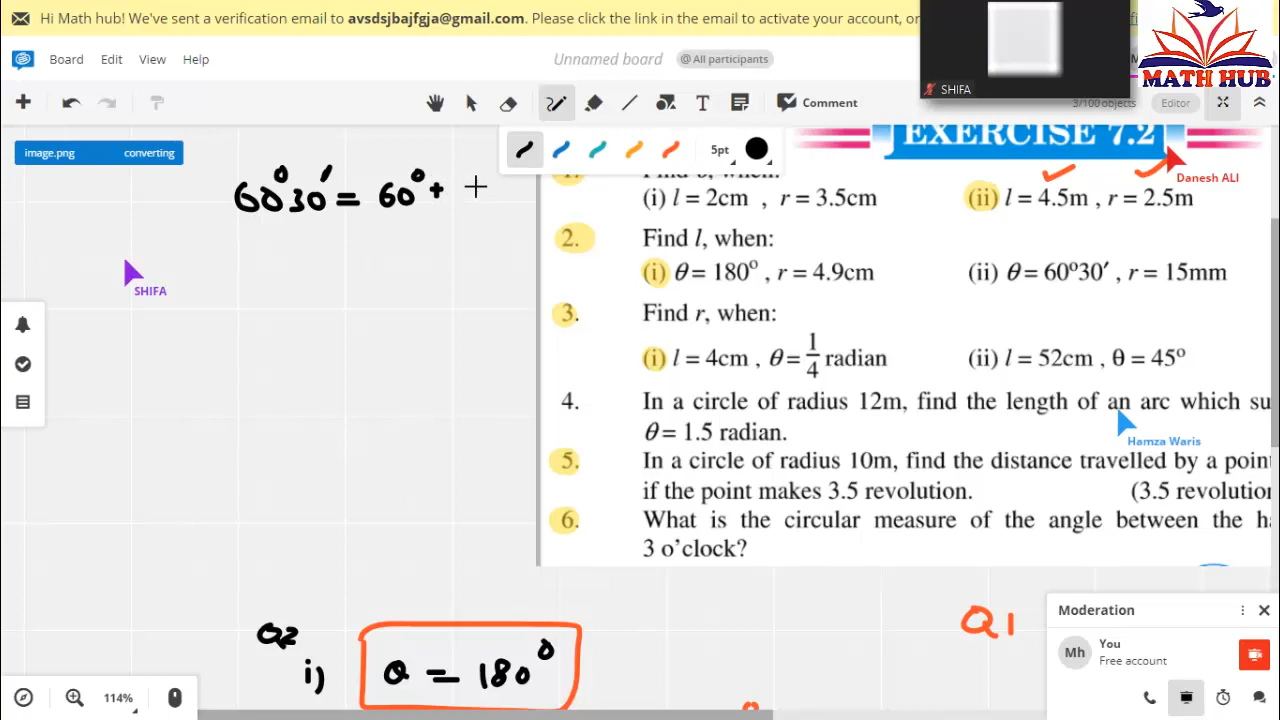 Hi Math hub! We've sent a verification email to avsdsjbajfgja@gmail.com. Please click the link in the email to activate your account, or
SHIFA
MATH HUB
Board Edit View Help
Unnamed board
@ All participants
3/100 objects
Editor
Comment
5pt
image.png converting
EXERCISE 7.2
Danesh ALI
(i) l = 2cm , r = 3.5cm (ii) l = 4.5m , r = 2.5m
60°30′ = 60° +
SHIFA
2. Find l, when:
(i) θ = 180° , r = 4.9cm (ii) θ = 60°30′ , r = 15mm
3. Find r, when:
(i) l = 4cm , θ = 1/4 radian (ii) l = 52cm , θ = 45°
4. In a circle of radius 12m, find the length of an arc which su
θ = 1.5 radian.
Hamza Waris
5. In a circle of radius 10m, find the distance travelled by a poin
if the point makes 3.5 revolution. (3.5 revolution
6. What is the circular measure of the angle between the ha
3 o'clock?
Q2
i) θ = 180°
Q1
Moderation
Mh
You
Free account
114%